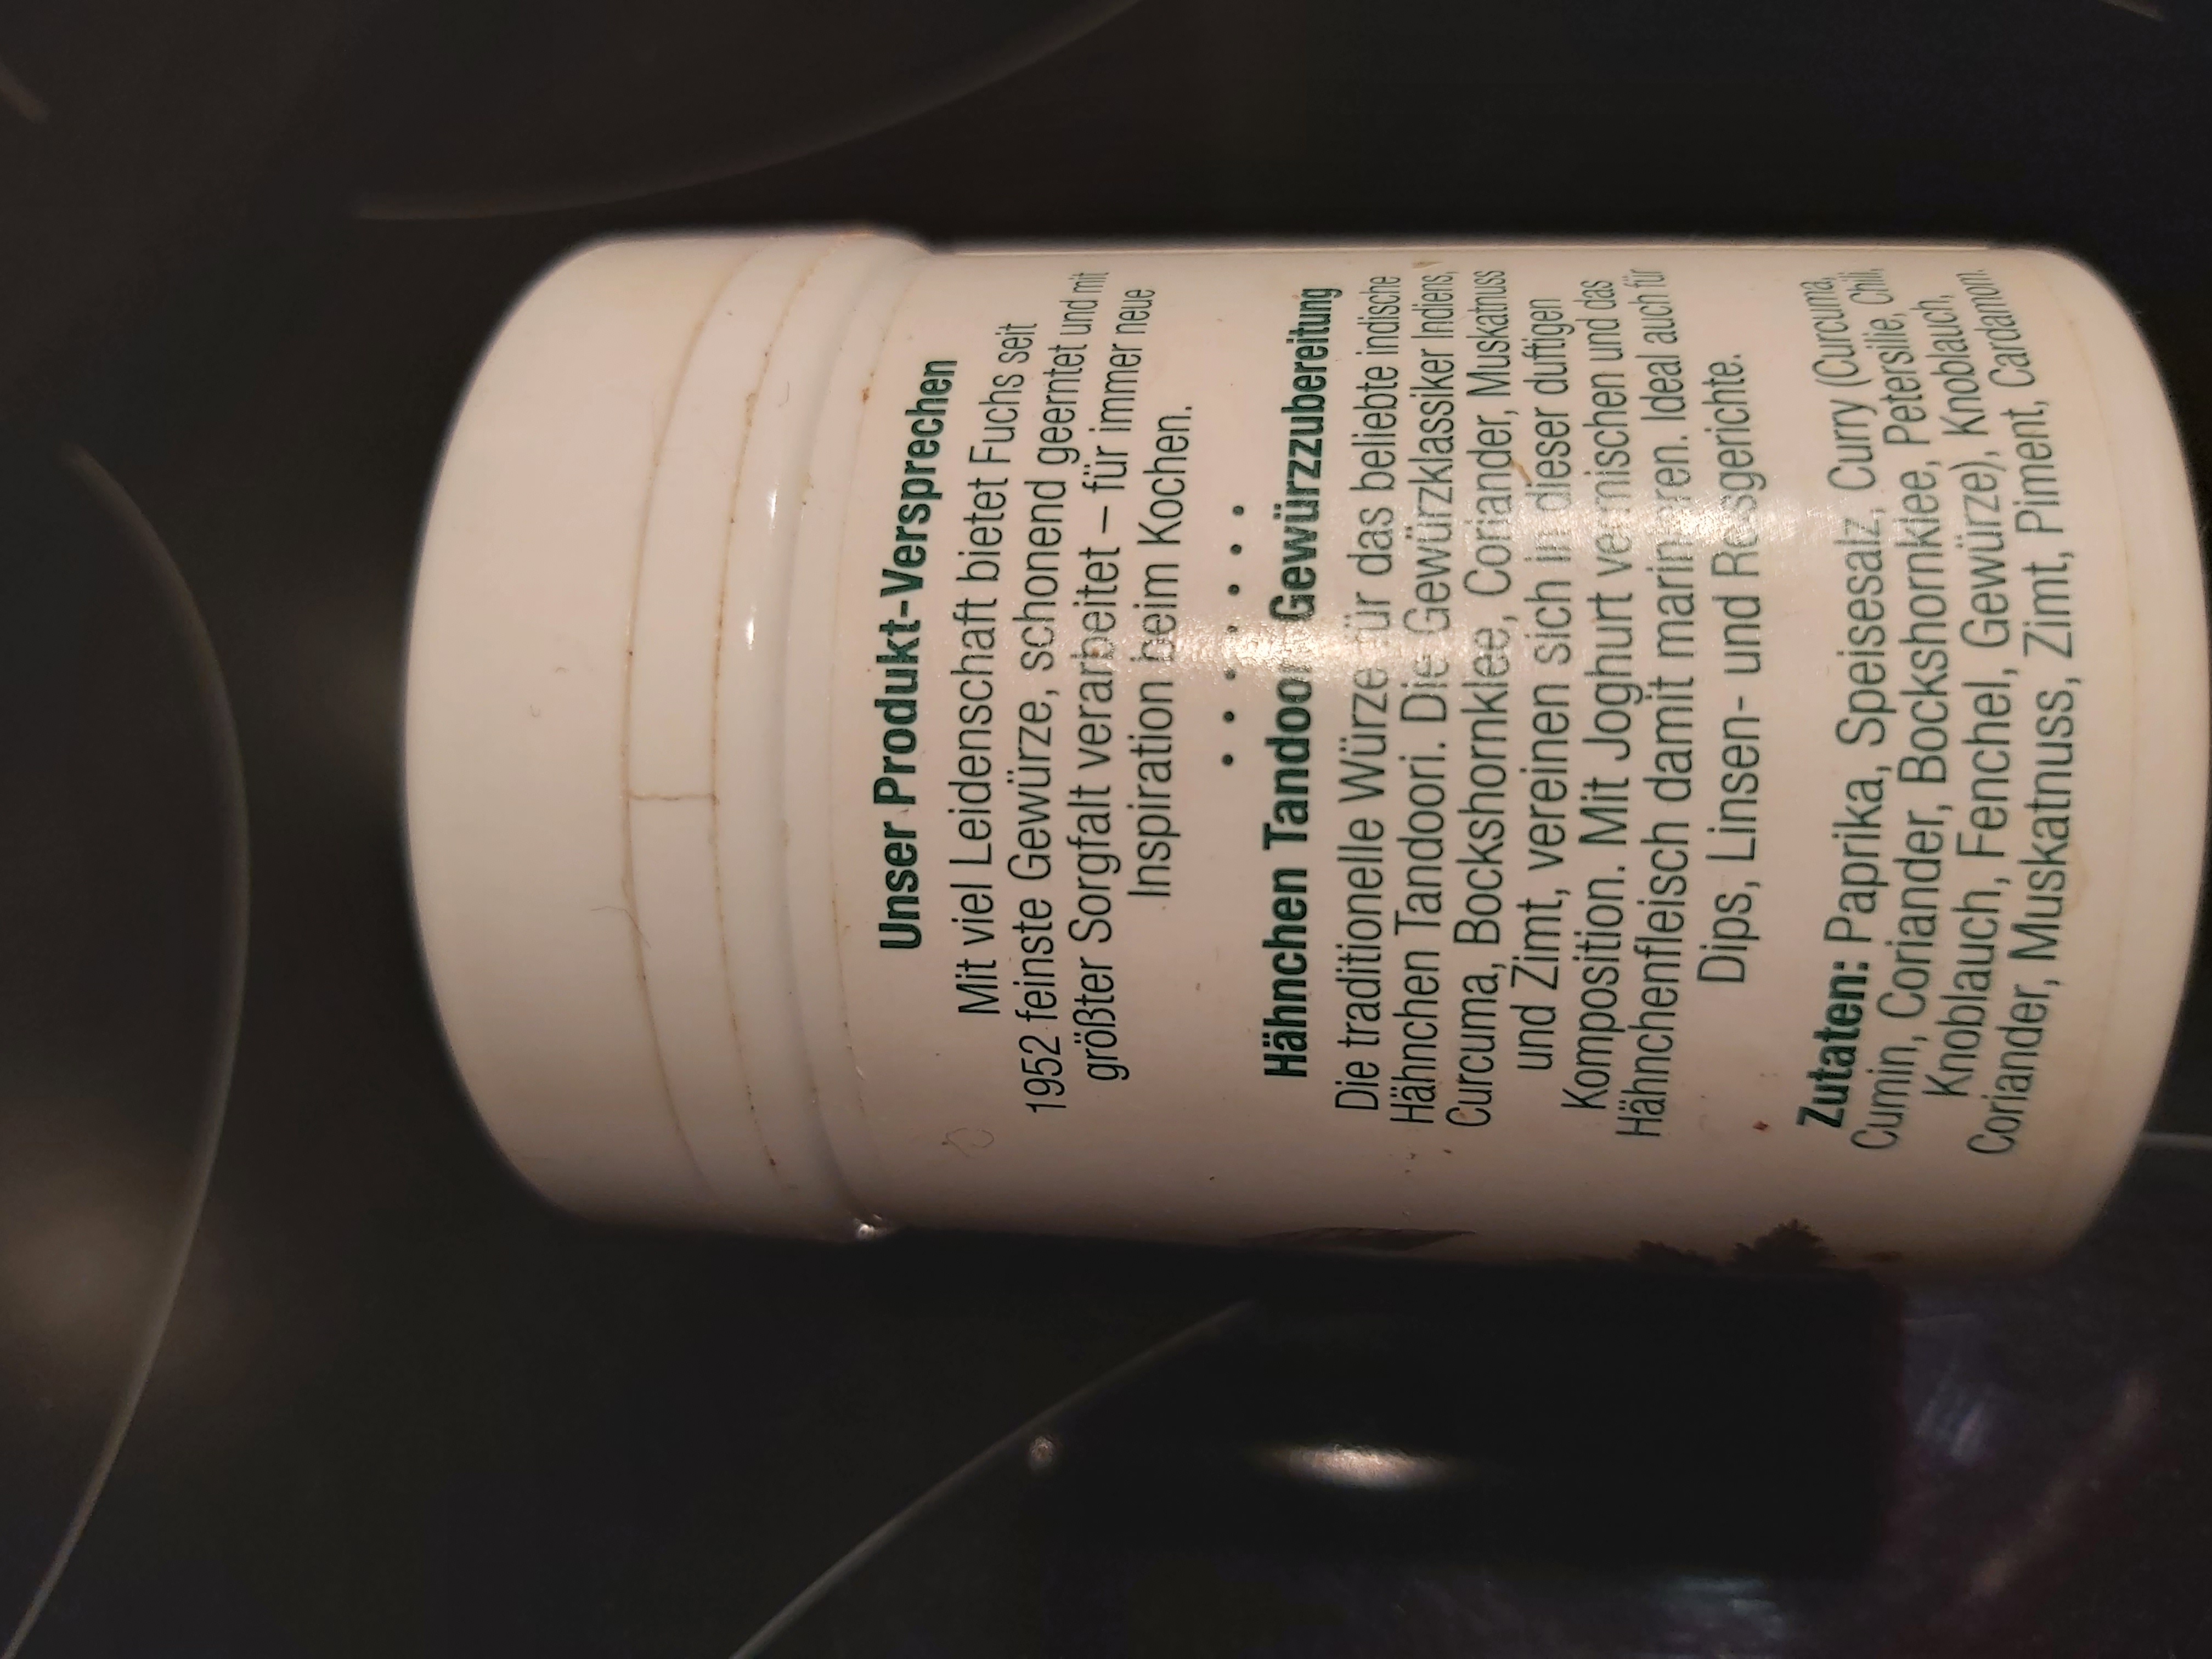 Unser Produkt-Versprechen
Mit viel Leidenschaft bietet Fuchs seit
1952 feinste Gewürze, schonend geerntet und mit
größter Sorgfalt verarbeitet – für immer neue
Inspiration beim Kochen.
Hähnchen Tandoori Gewürzzubereitung
Die traditionelle Würze für das beliebte indische
Hähnchen Tandoori. Die Gewürzklassiker Indiens,
Curcuma, Bockshornklee, Coriander, Muskatnuss
und Zimt, vereinen sich in dieser duftigen
Komposition. Mit Joghurt vermischen und das
Hähnchenfleisch damit marinieren. Ideal auch für
Dips, Linsen- und Reisgerichte.
Zutaten: Paprika, Speisesalz, Curry (Curcuma,
Cumin, Coriander, Bockshornklee, Petersilie, Chili,
Knoblauch, Fenchel, Gewürze), Knoblauch,
Coriander, Muskatnuss, Zimt, Piment, Cardamom.